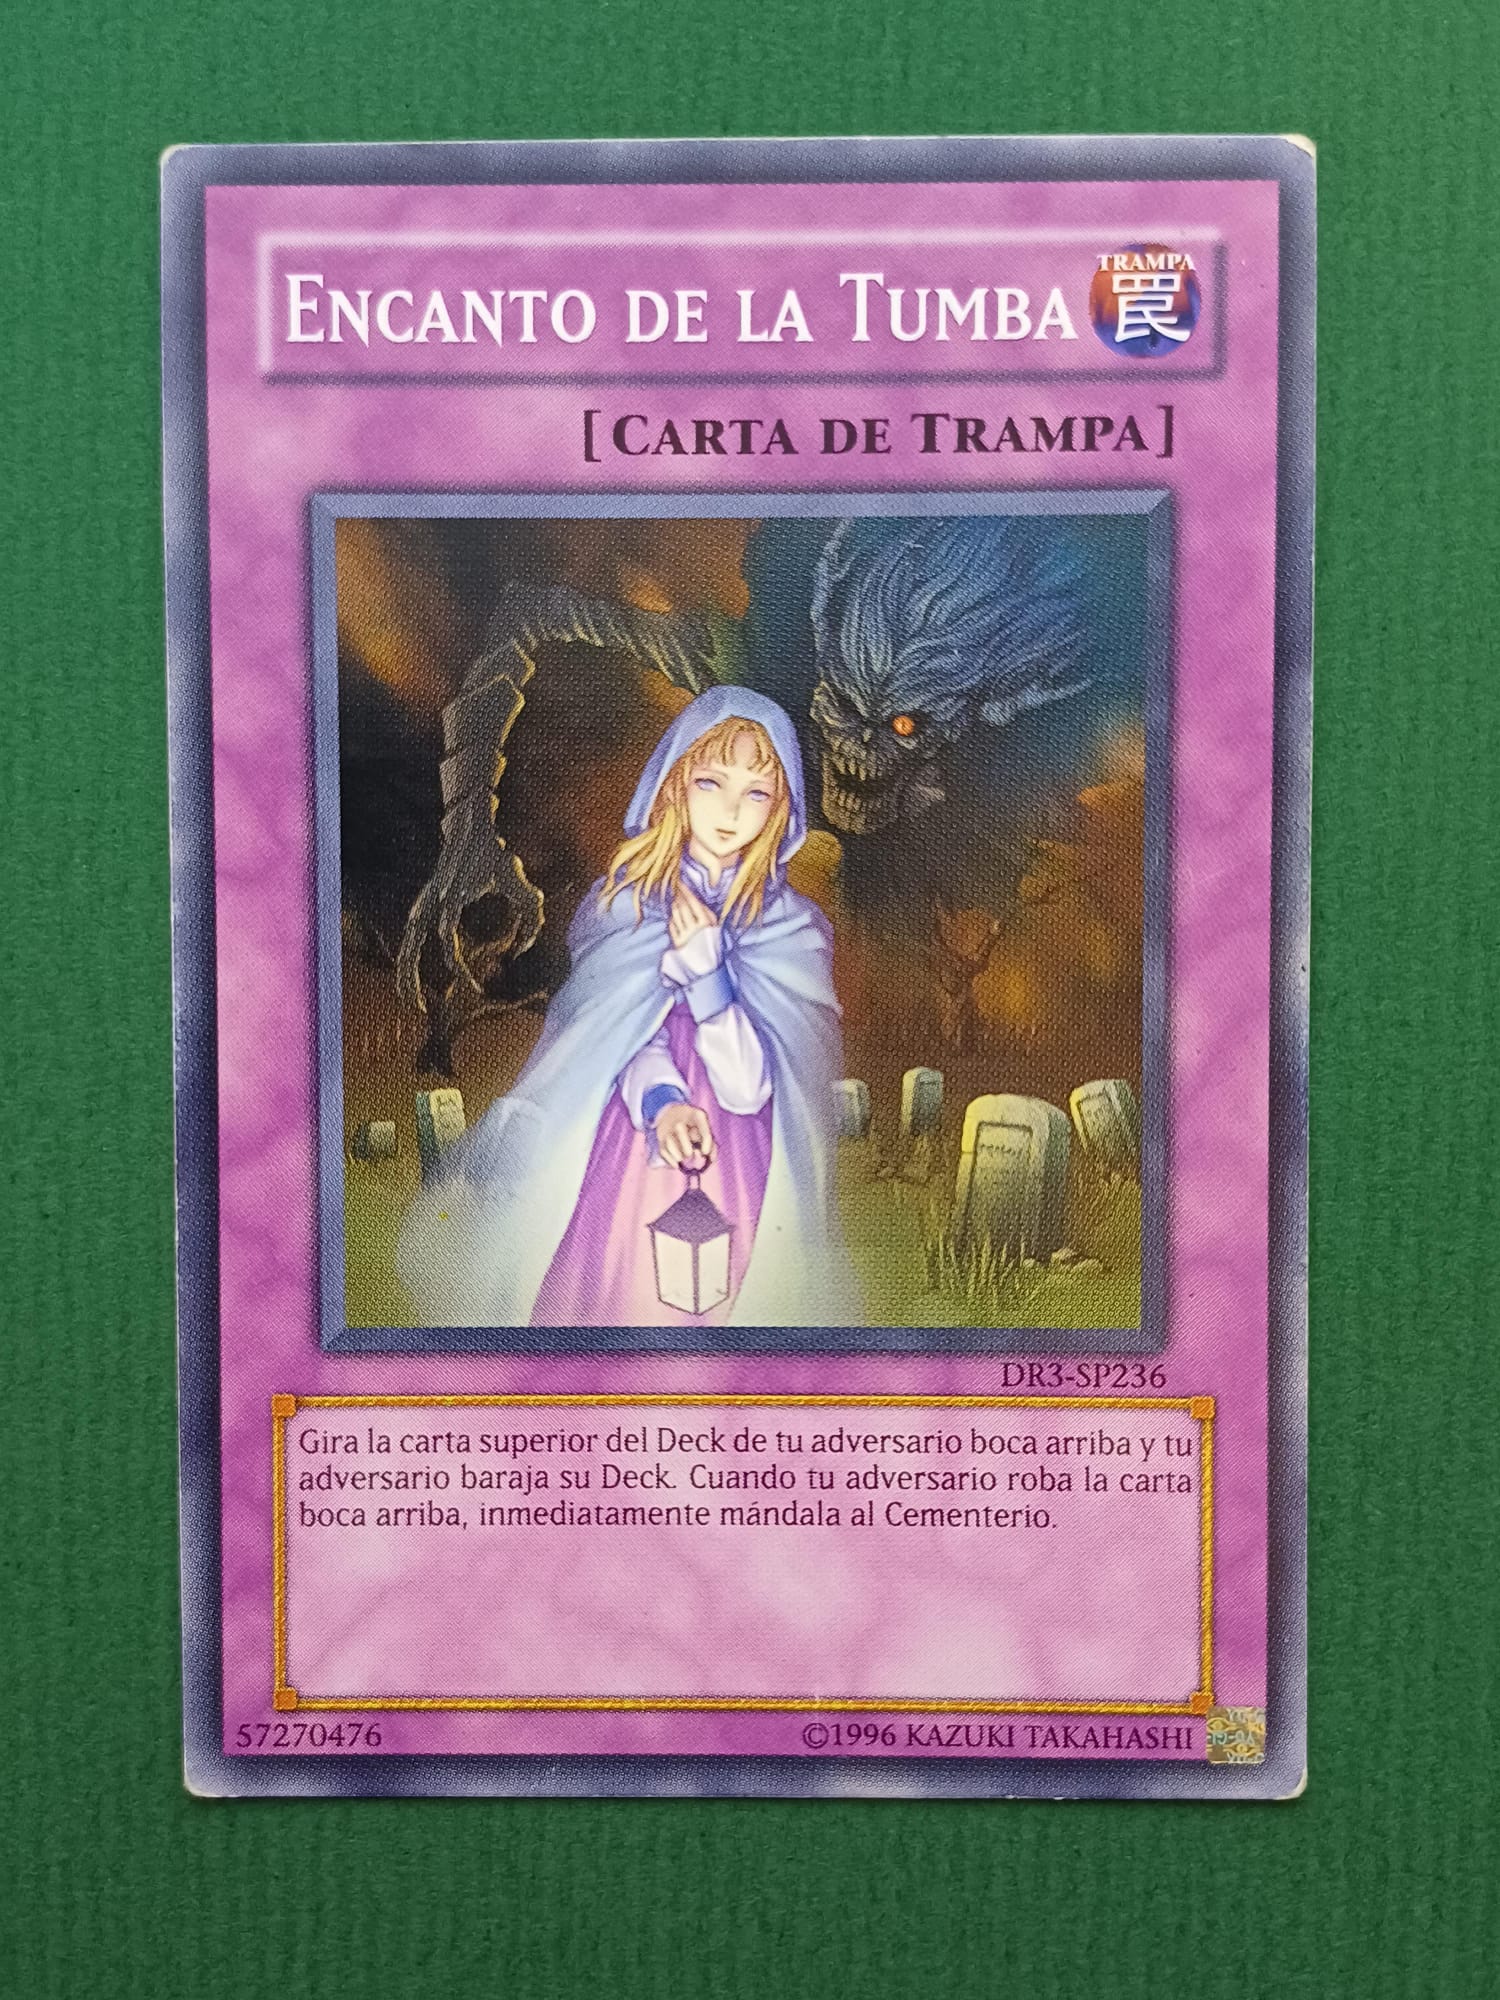 ENCANTO DE LA TUMBA
TRAMPA
罠
[CARTA DE TRAMPA]
DR3-SP236
Gira la carta superior del Deck de tu adversario boca arriba y tu
adversario baraja su Deck. Cuando tu adversario roba la carta
boca arriba, inmediatamente mándala al Cementerio.
57270476
©1996 KAZUKI TAKAHASHI